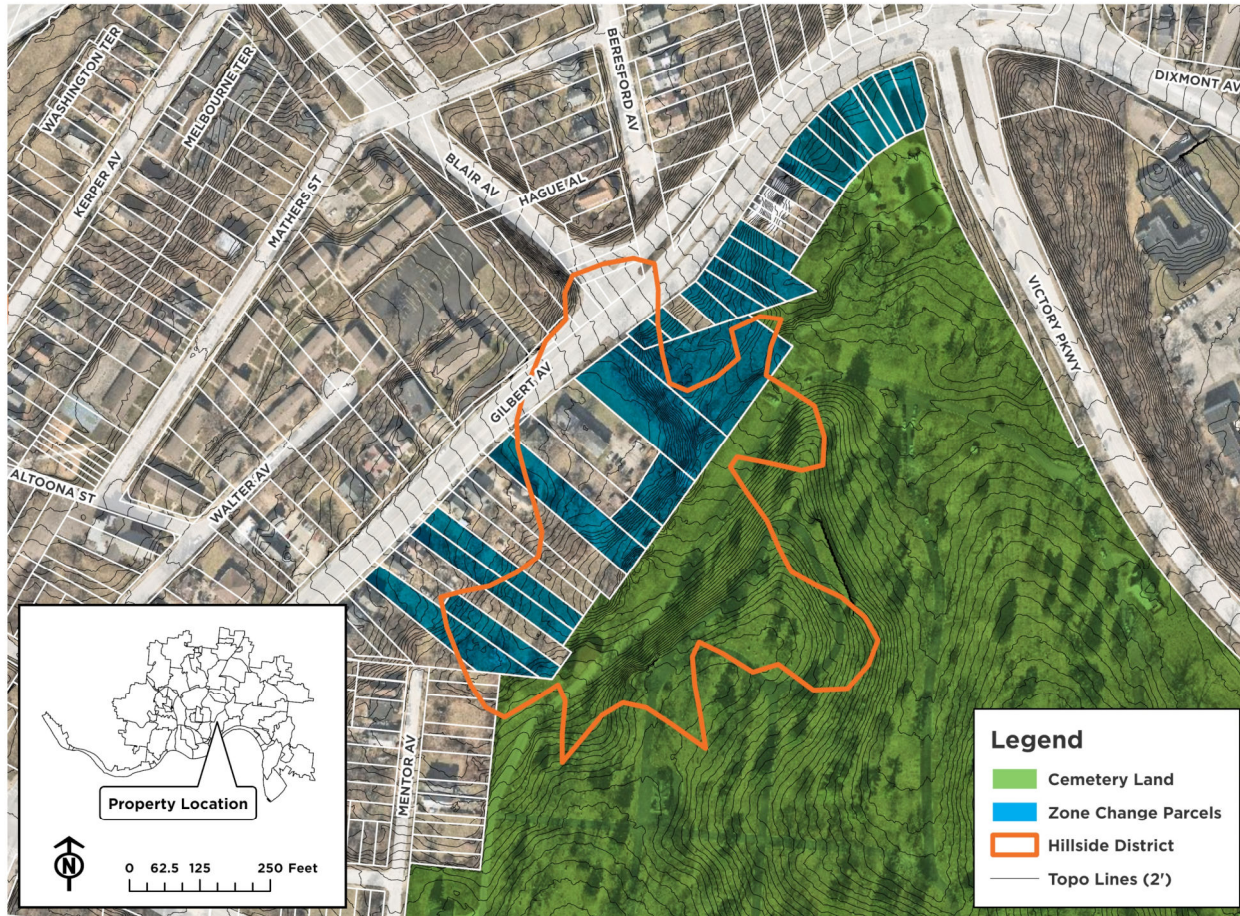 WASHINGTON TER
MELBOURNE TER
KERPER AV
MATHERS ST
BLAIR AV
HAGUE AL
BERESFORD AV
DIXMONT AV
VICTORY PKWY
GILBERT AV
WALTER AV
ALTOONA ST
MENTOR AV
Property Location
N
0 62.5 125 250 Feet
Legend
Cemetery Land
Zone Change Parcels
Hillside District
Topo Lines (2')